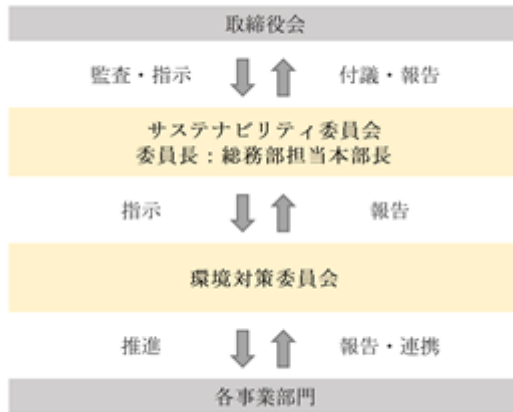 取締役会
監査・指示
付議・報告
サステナビリティ委員会
委員長：総務部担当本部長
指示
報告
環境対策委員会
推進
報告・連携
各事業部門